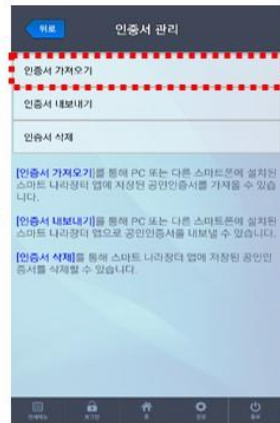 뒤로
인증서 관리
인증서 가져오기
인증서 내보내기
인증서 삭제
[인증서 가져오기]를 통해 PC 또는 다른 스마트폰에 설치된
스마트 나라장터 앱에 저장된 공인인증서를 가져올 수 있습
니다.
[인증서 내보내기]를 통해 PC 또는 다른 스마트폰에 설치된
스마트 나라장터 앱으로 공인인증서를 내보낼 수 있습니다.
[인증서 삭제]를 통해 스마트 나라장터 앱에 저장된 공인인
증서를 삭제할 수 있습니다.